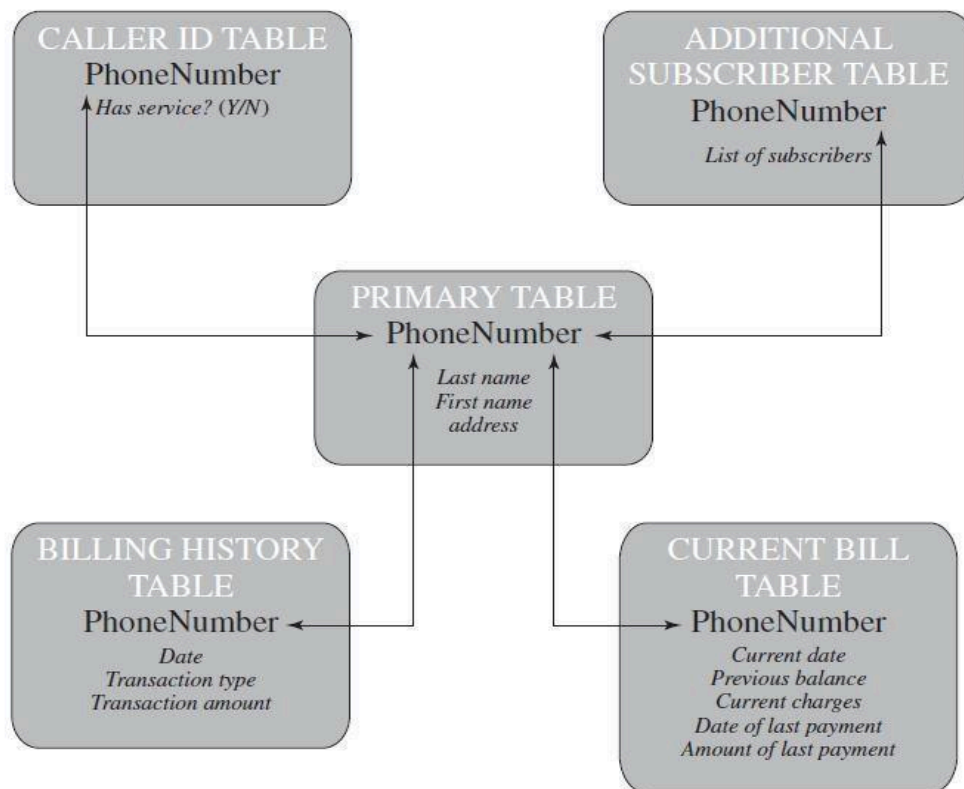 CALLER ID TABLE
PhoneNumber
Has service? (Y/N)
ADDITIONAL
SUBSCRIBER TABLE
PhoneNumber
List of subscribers
PRIMARY TABLE
PhoneNumber
Last name
First name
address
BILLING HISTORY
TABLE
PhoneNumber
Date
Transaction type
Transaction amount
CURRENT BILL
TABLE
PhoneNumber
Current date
Previous balance
Current charges
Date of last payment
Amount of last payment